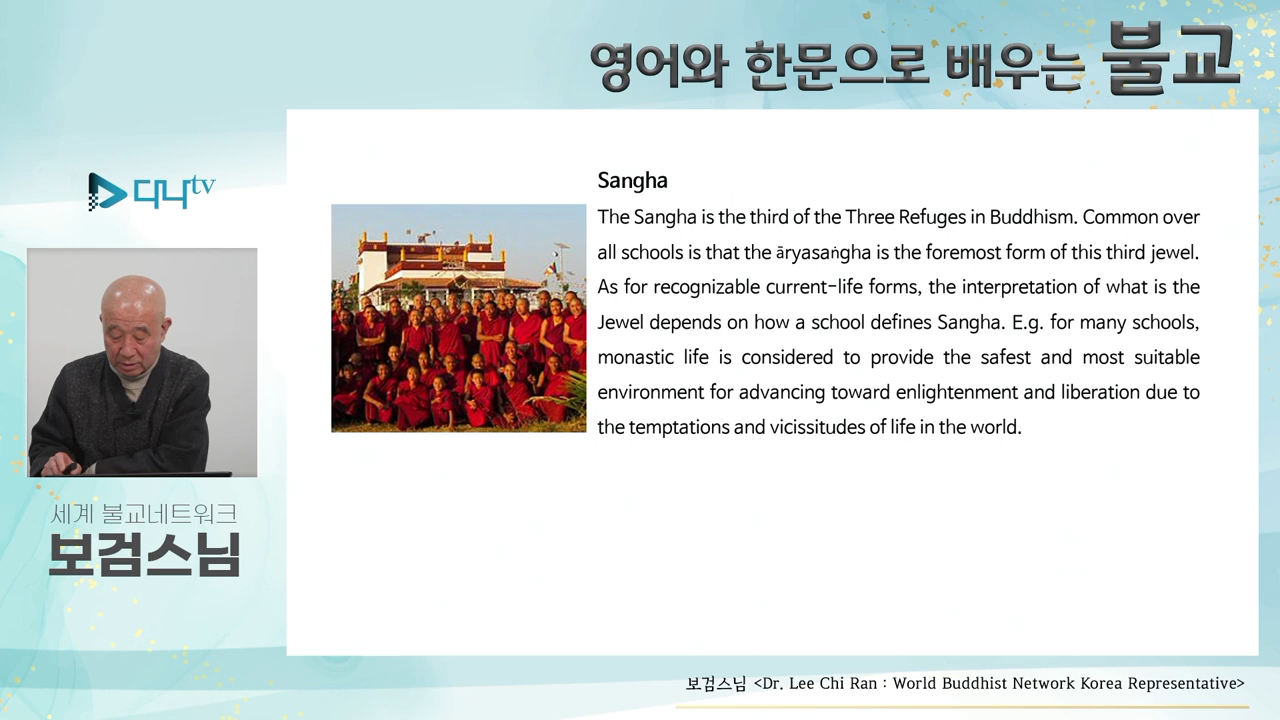 영어와 한문으로 배우는 불교
디나tv
Sangha
The Sangha is the third of the Three Refuges in Buddhism. Common over
all schools is that the āryasaṅgha is the foremost form of this third jewel.
As for recognizable current-life forms, the interpretation of what is the
Jewel depends on how a school defines Sangha. E.g. for many schools,
monastic life is considered to provide the safest and most suitable
environment for advancing toward enlightenment and liberation due to
the temptations and vicissitudes of life in the world.
세계 불교네트워크
보검스님
보검스님 <Dr. Lee Chi Ran : World Buddhist Network Korea Representative>